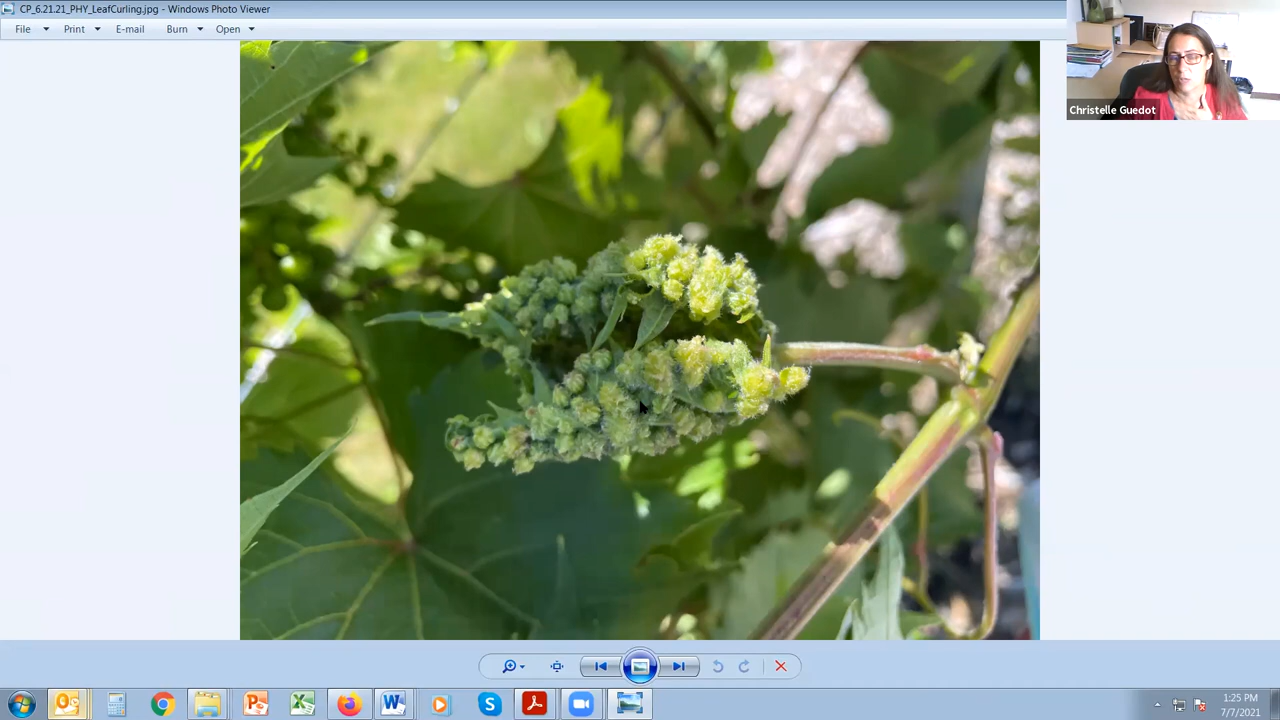 CP_6.21.21_PHY_LeafCurling.jpg - Windows Photo Viewer
File Print E-mail Burn Open
Christelle Guedot
1:25 PM
7/7/2021